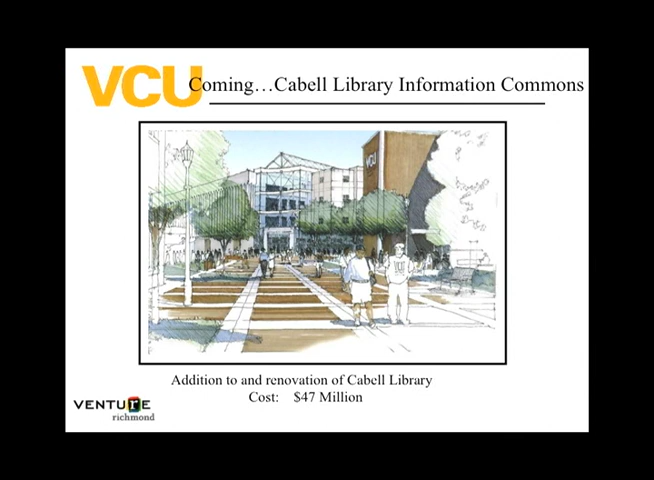 VCU
Coming…Cabell Library Information Commons
VCU
Addition to and renovation of Cabell Library
Cost: $47 Million
VENTURE
richmond